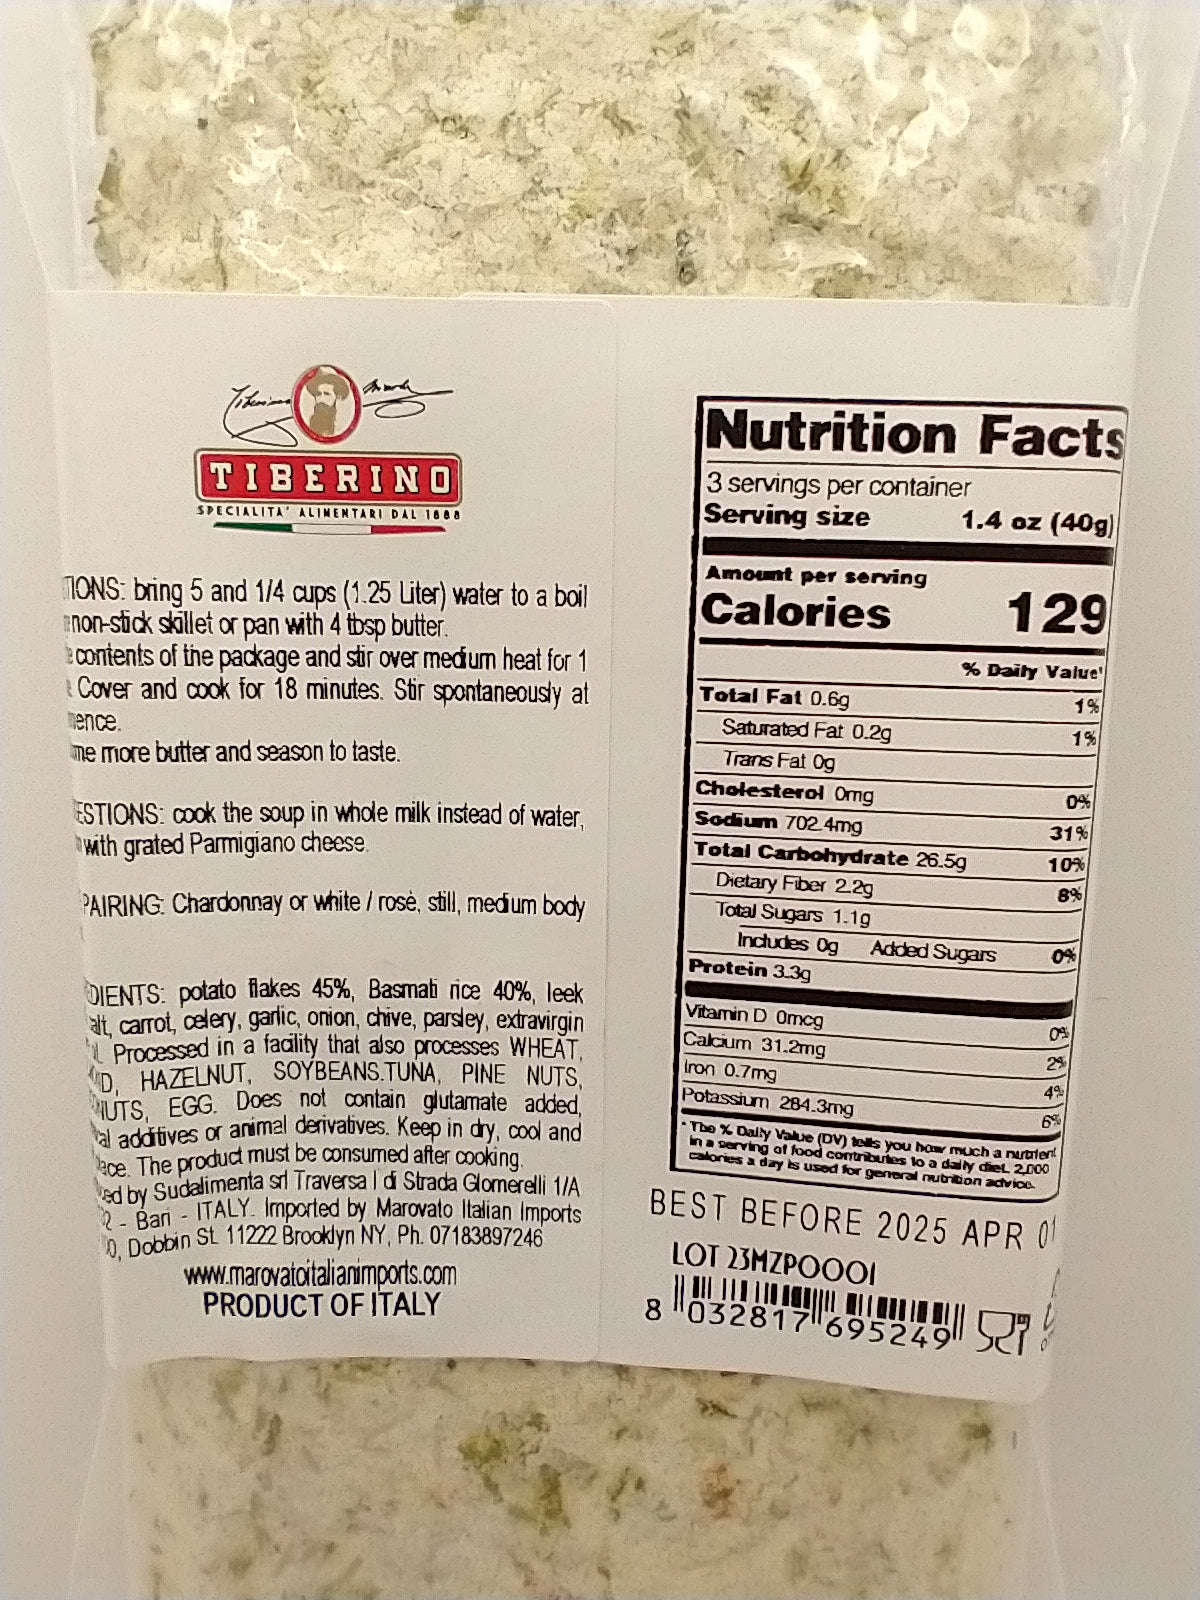 TIBERINO
SPECIALITA' ALIMENTARI DAL 1888
TIONS: bring 5 and 1/4 cups (1.25 Liter) water to a boil
non-stick skillet or pan with 4 tbsp butter.
contents of the package and stir over medium heat for 1
Cover and cook for 18 minutes. Stir spontaneously at
ence.
me more butter and season to taste.
ESTIONS: cook the soup in whole milk instead of water,
with grated Parmigiano cheese.
PAIRING: Chardonnay or white / rosè, still, medium body
DIENTS: potato flakes 45%, Basmati rice 40%, leek
alt, carrot, celery, garlic, onion, chive, parsley, extravirgin
Processed in a facility that also processes WHEAT,
D, HAZELNUT, SOYBEANS.TUNA, PINE NUTS,
NUTS, EGG. Does not contain glutamate added,
additives or animal derivatives. Keep in dry, cool and
ace. The product must be consumed after cooking.
ed by Sudalimenta srl Traversa I di Strada Glomerelli 1/A
2 - Bari - ITALY. Imported by Marovato Italian Imports
0, Dobbin St. 11222 Brooklyn NY, Ph. 07183897246
www.marovatoitalianimports.com
PRODUCT OF ITALY
Nutrition Facts
3 servings per container
Serving size 1.4 oz (40g)
Amount per serving
Calories 129
% Daily Value*
Total Fat 0.6g 1%
Saturated Fat 0.2g 1%
Trans Fat 0g
Cholesterol 0mg 0%
Sodium 702.4mg 31%
Total Carbohydrate 26.5g 10%
Dietary Fiber 2.2g 8%
Total Sugars 1.1g
Includes 0g Added Sugars 0%
Protein 3.3g
Vitamin D 0mcg 0%
Calcium 31.2mg 2%
Iron 0.7mg 4%
Potassium 284.3mg 6%
* The % Daily Value (DV) tells you how much a nutrient
in a serving of food contributes to a daily diet. 2,000
calories a day is used for general nutrition advice.
BEST BEFORE 2025 APR 01
LOT 23MZPO001
8 032817 695249